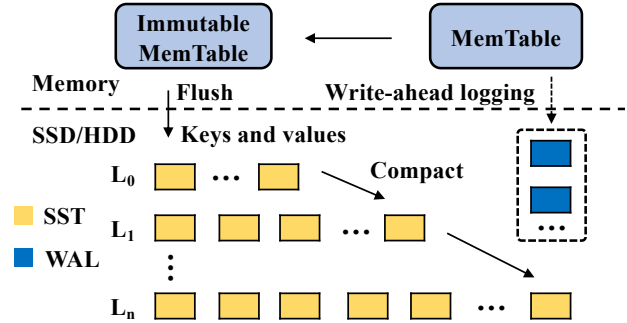 Immutable
MemTable
MemTable
Memory
Flush
Write-ahead logging
SSD/HDD
Keys and values
L0
...
Compact
SST
L1
...
WAL
...
...
Ln
...